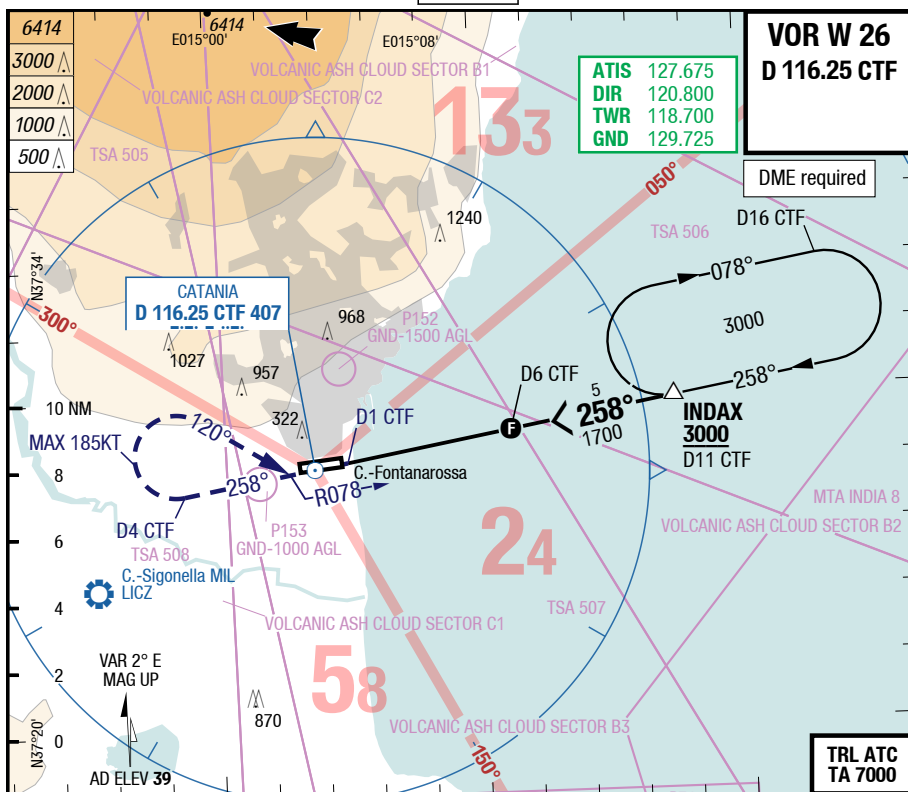 6414
3000
2000
1000
500
6414
E015°00'
E015°08'
VOLCANIC ASH CLOUD SECTOR B1
VOLCANIC ASH CLOUD SECTOR C2
TSA 505
133
ATIS 127.675
DIR 120.800
TWR 118.700
GND 129.725
VOR W 26
D 116.25 CTF
DME required
050°
D16 CTF
TSA 506
1240
078°
N37°34'
CATANIA
D 116.25 CTF 407
300°
968
P152
GND-1500 AGL
3000
1027
957
258°
D6 CTF
5
258°
1700
INDAX
3000
D11 CTF
10 NM
120°
322
D1 CTF
F
MAX 185KT
C.-Fontanarossa
8
258°
R078
MTA INDIA 8
D4 CTF
P153
GND-1000 AGL
VOLCANIC ASH CLOUD SECTOR B2
6
TSA 508
24
C.-Sigonella MIL
LICZ
4
TSA 507
VOLCANIC ASH CLOUD SECTOR C1
VAR 2° E
MAG UP
2
58
870
VOLCANIC ASH CLOUD SECTOR B3
N37°20'
0
150°
AD ELEV 39
TRL ATC
TA 7000